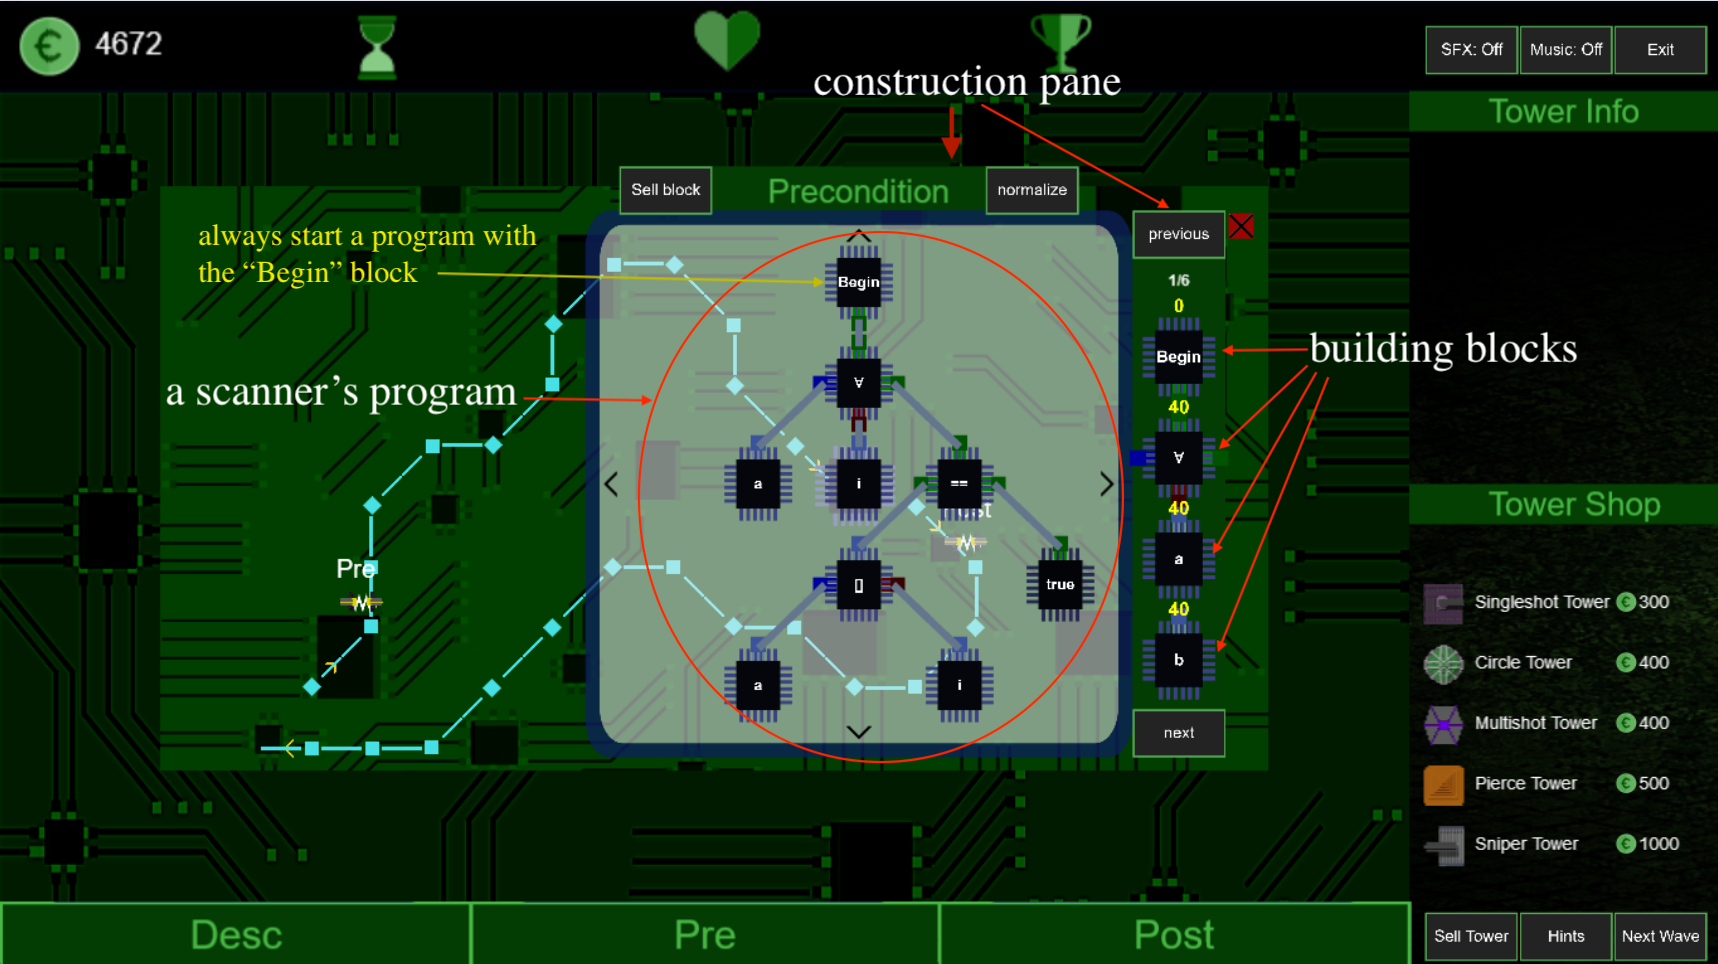 4672
SFX: Off
Music: Off
Exit
construction pane
Tower Info
Sell block
Precondition
normalize
always start a program with
the “Begin” block
previous
1/6
0
Begin
Begin
building blocks
∀
40
a scanner’s program
∀
40
a
i
==
a
Pre
[]
true
40
b
a
i
next
Tower Shop
Singleshot Tower 300
Circle Tower 400
Multishot Tower 400
Pierce Tower 500
Sniper Tower 1000
Desc
Pre
Post
Sell Tower
Hints
Next Wave